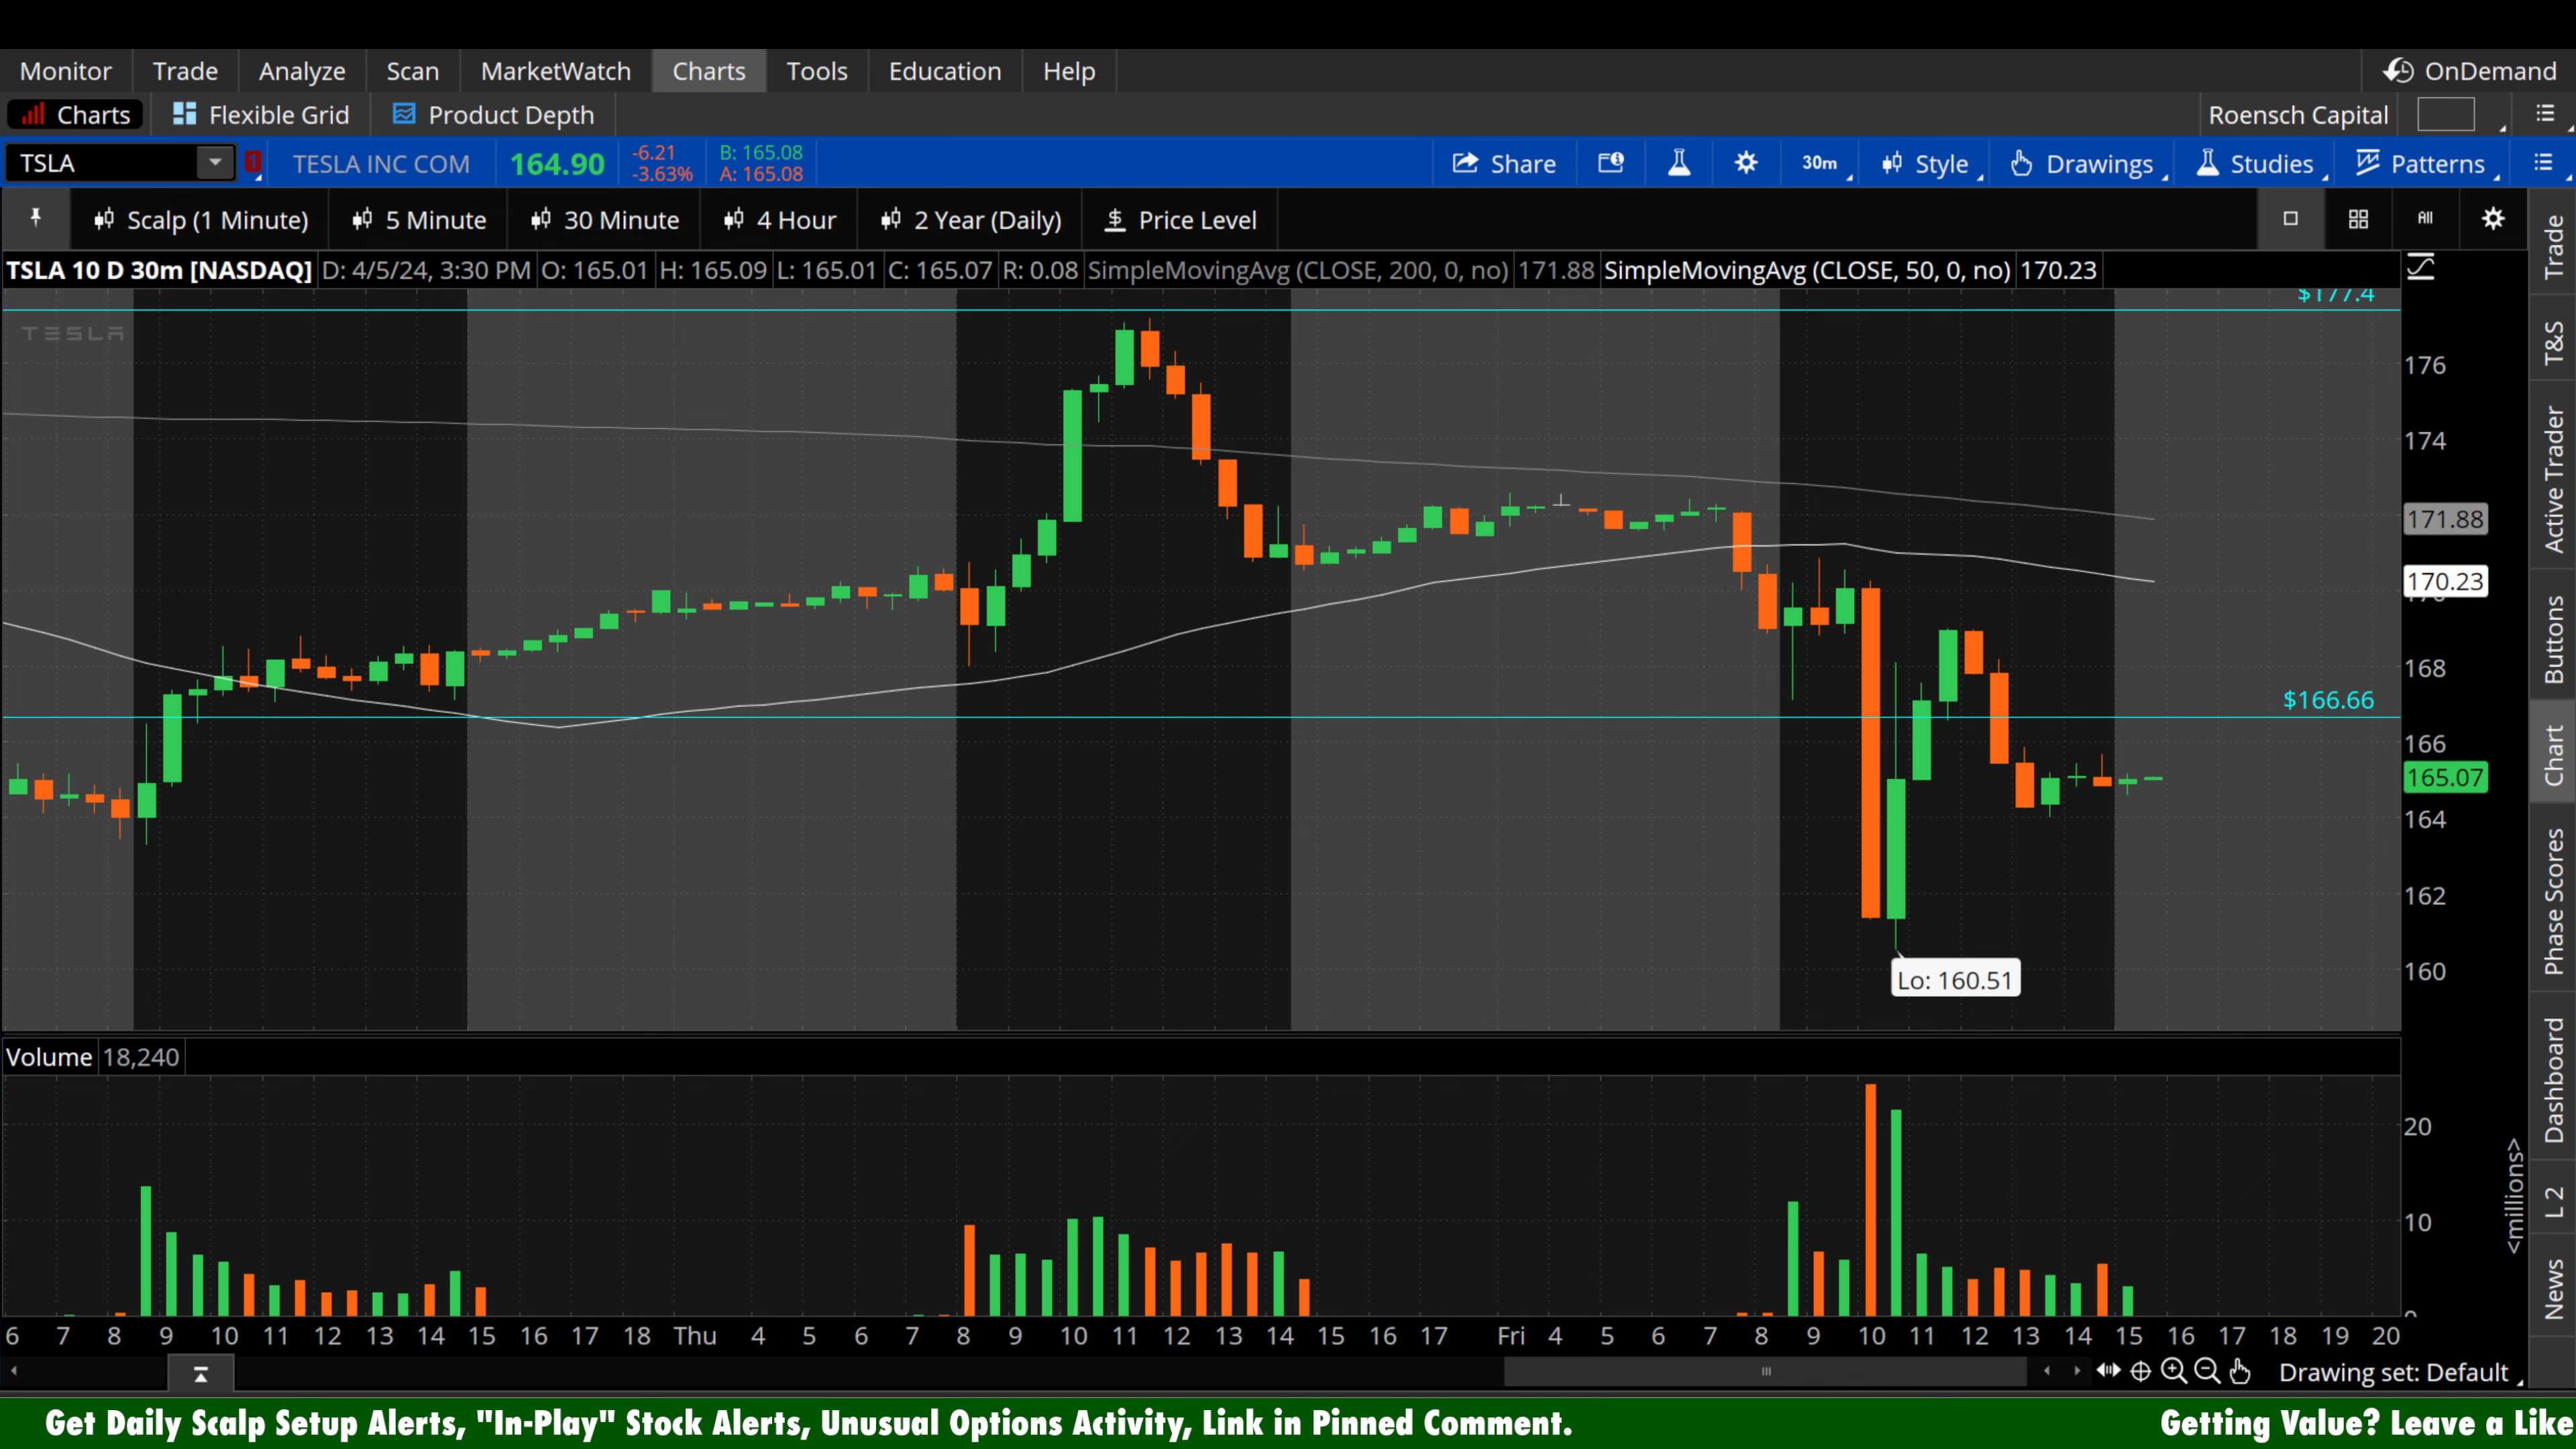 Monitor Trade Analyze Scan MarketWatch Charts Tools Education Help OnDemand
Charts Flexible Grid Product Depth Roensch Capital
TSLA 1 TESLA INC COM 164.90 -6.21 B: 165.08 Share 30m Style Drawings Studies Patterns
-3.63% A: 165.08
Scalp (1 Minute) 5 Minute 30 Minute 4 Hour 2 Year (Daily) $ Price Level All
TSLA 10 D 30m [NASDAQ] D: 4/5/24, 3:30 PM O: 165.01 H: 165.09 L: 165.01 C: 165.07 R: 0.08 SimpleMovingAvg (CLOSE, 200, 0, no) 171.88 SimpleMovingAvg (CLOSE, 50, 0, no) 170.23
$177.4
TESLA
176
174
171.88
170.23
168
$166.66
166
165.07
164
162
160
Lo: 160.51
Volume 18,240
20
10
0
<millions>
6 7 8 9 10 11 12 13 14 15 16 17 18 Thu 4 5 6 7 8 9 10 11 12 13 14 15 16 17 Fri 4 5 6 7 8 9 10 11 12 13 14 15 16 17 18 19 20
Drawing set: Default
Trade
T&S
Active Trader
Buttons
Chart
Phase Scores
Dashboard
L 2
News
Get Daily Scalp Setup Alerts, "In-Play" Stock Alerts, Unusual Options Activity, Link in Pinned Comment. Getting Value? Leave a Like